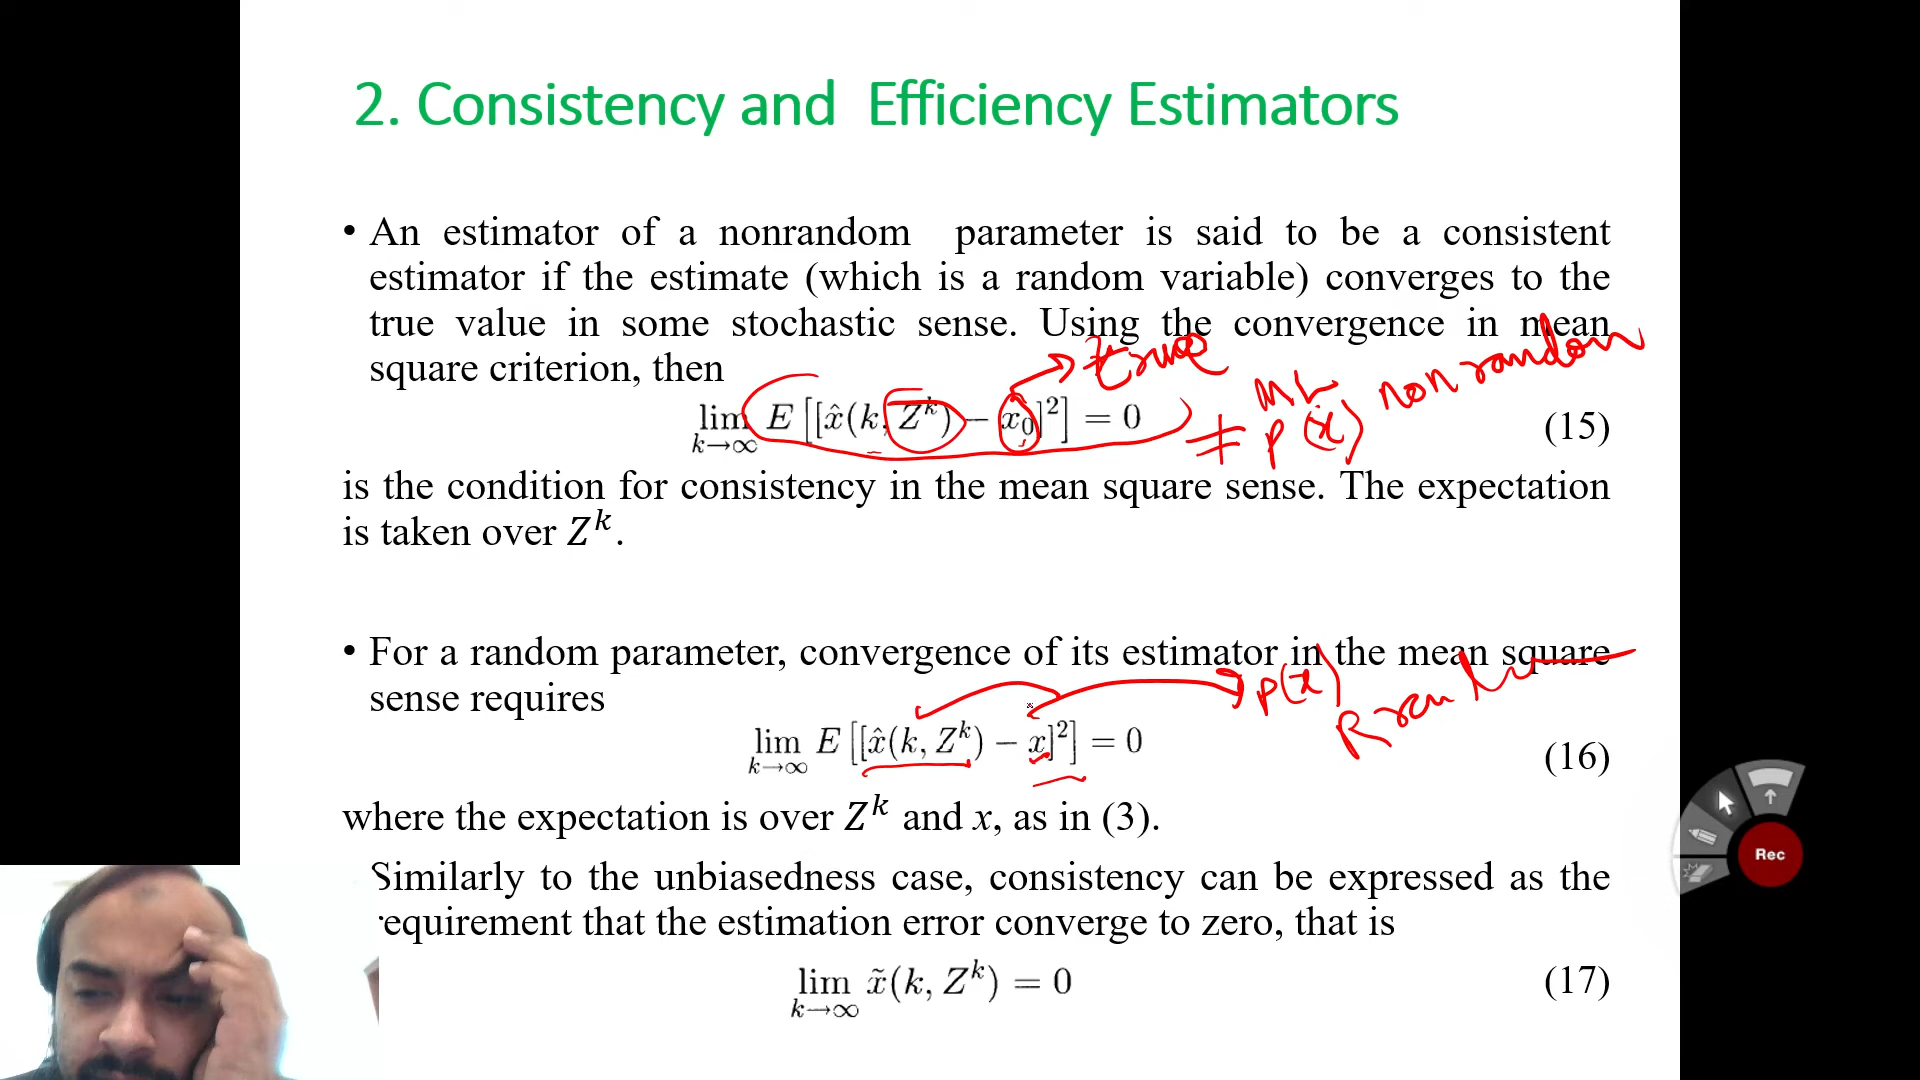 2. Consistency and Efficiency Estimators
• An estimator of a nonrandom parameter is said to be a consistent
estimator if the estimate (which is a random variable) converges to the
true value in some stochastic sense. Using the convergence in mean
square criterion, then
true
ML
non random
lim k→∞ E [[x̂(k, Z^k) − x₀]²] = 0 (15)
≠ p(x)
is the condition for consistency in the mean square sense. The expectation
is taken over Z^k.
• For a random parameter, convergence of its estimator in the mean square
sense requires
p(x)
lim k→∞ E [[x̂(k, Z^k) − x]²] = 0 (16)
where the expectation is over Z^k and x, as in (3).
Similarly to the unbiasedness case, consistency can be expressed as the
requirement that the estimation error converge to zero, that is
lim k→∞ x̃(k, Z^k) = 0 (17)
Rec